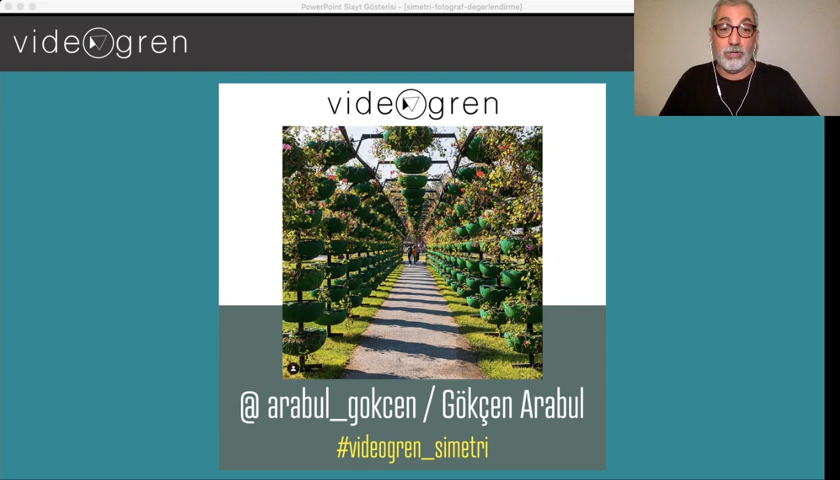 PowerPoint Slayt Gösterisi - [simetri-fotograf-degerlendirme]
videogren
videogren
@ arabul_gokcen / Gökçen Arabul
#videogren_simetri